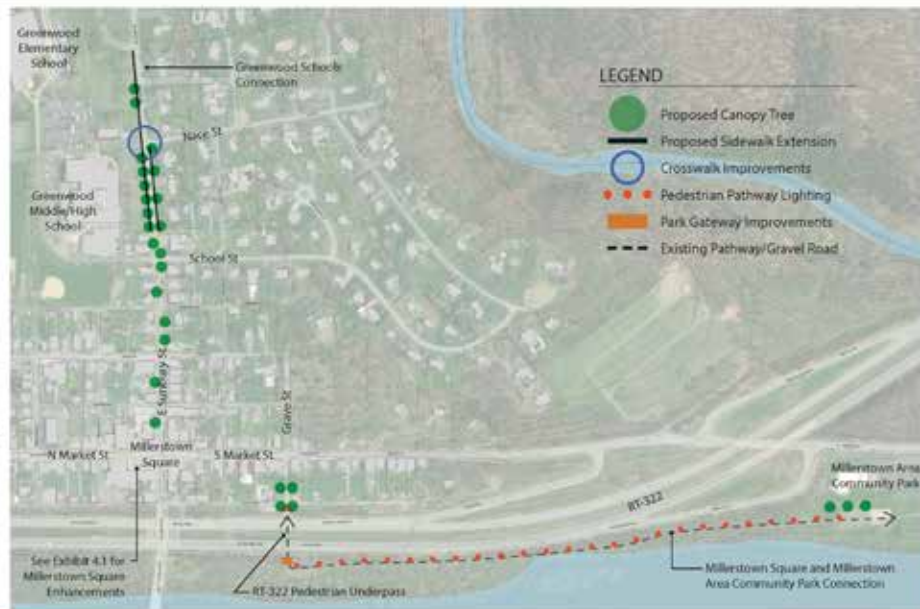 Greenwood
Elementary
School
Greenwood Schools
Connection
LEGEND
Proposed Canopy Tree
Proposed Sidewalk Extension
Crosswalk Improvements
Pedestrian Pathway Lighting
Park Gateway Improvements
Existing Pathway/Gravel Road
Nace St
Greenwood
Middle/High
School
School St
E Sunbury St
Grave St
N Market St
Millerstown
Square
S Market St
Millerstown Area
Community Park
RT-322
See Exhibit 4.1 for
Millerstown Square
Enhancements
RT-322 Pedestrian Underpass
Millerstown Square and Millerstown
Area Community Park Connection